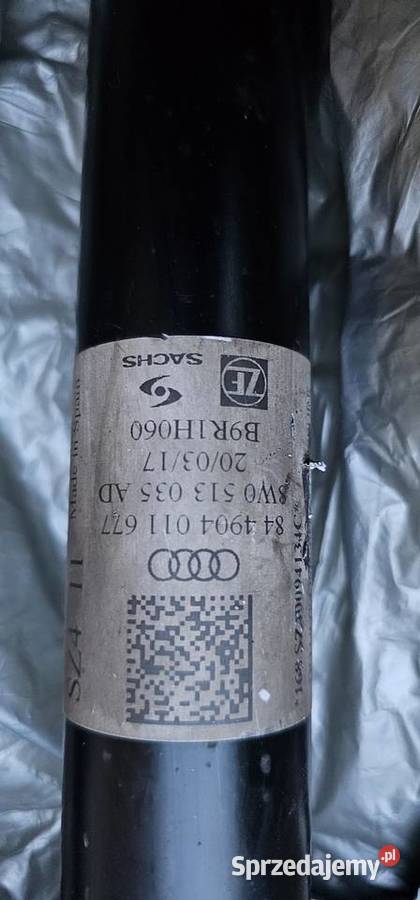 84 4904 011 677
8W0 513 035 AD
20/03/17
B9R1H060
ZF
SACHS
SZ4 11
Made in Spain
Sprzedajemy.pl